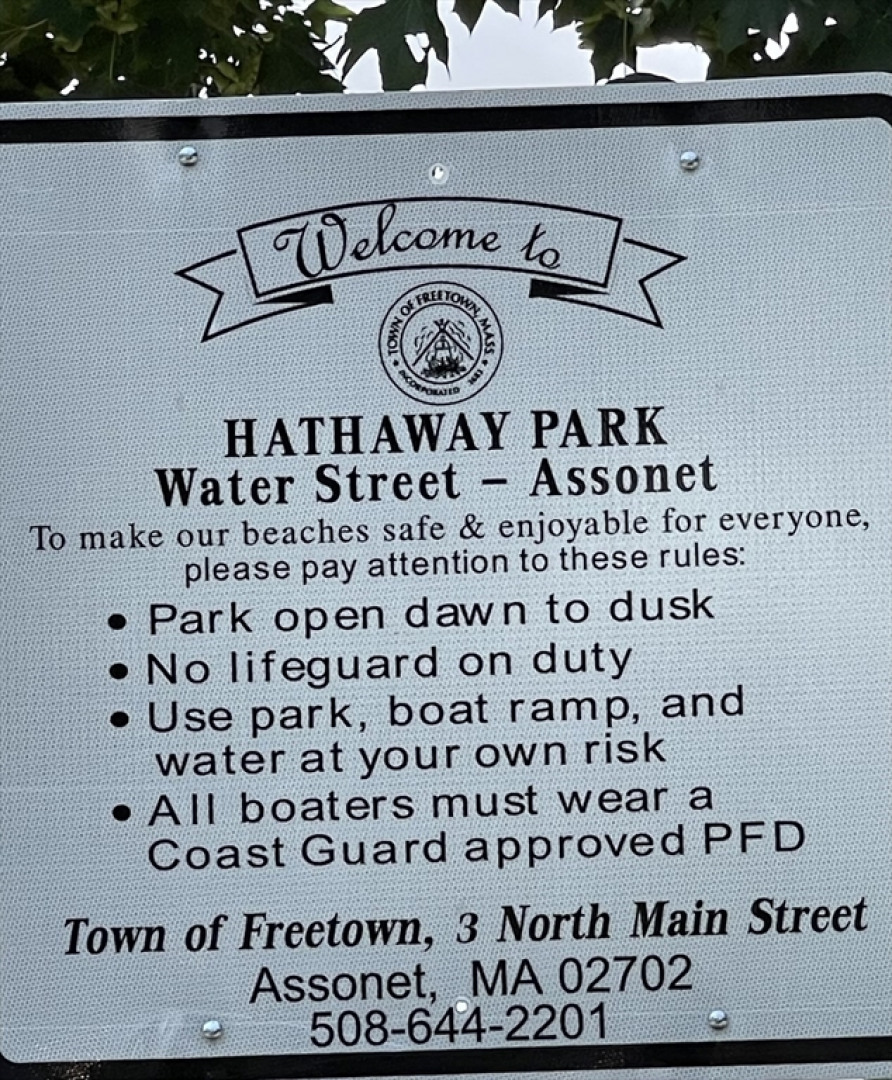 Welcome to
TOWN OF FREETOWN, MASS
INCORPORATED 1683
HATHAWAY PARK
Water Street – Assonet
To make our beaches safe & enjoyable for everyone,
please pay attention to these rules:
• Park open dawn to dusk
• No lifeguard on duty
• Use park, boat ramp, and
water at your own risk
• All boaters must wear a
Coast Guard approved PFD
Town of Freetown, 3 North Main Street
Assonet, MA 02702
508-644-2201